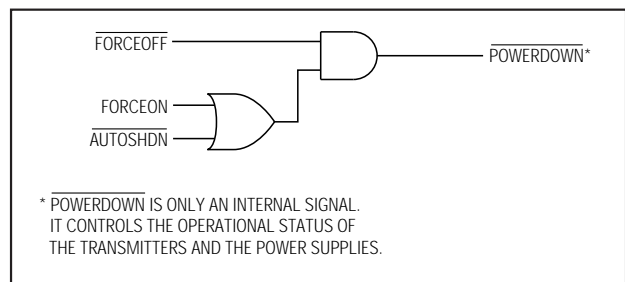 FORCEOFF
POWERDOWN*
FORCEON
AUTOSHDN
* POWERDOWN IS ONLY AN INTERNAL SIGNAL.
IT CONTROLS THE OPERATIONAL STATUS OF
THE TRANSMITTERS AND THE POWER SUPPLIES.